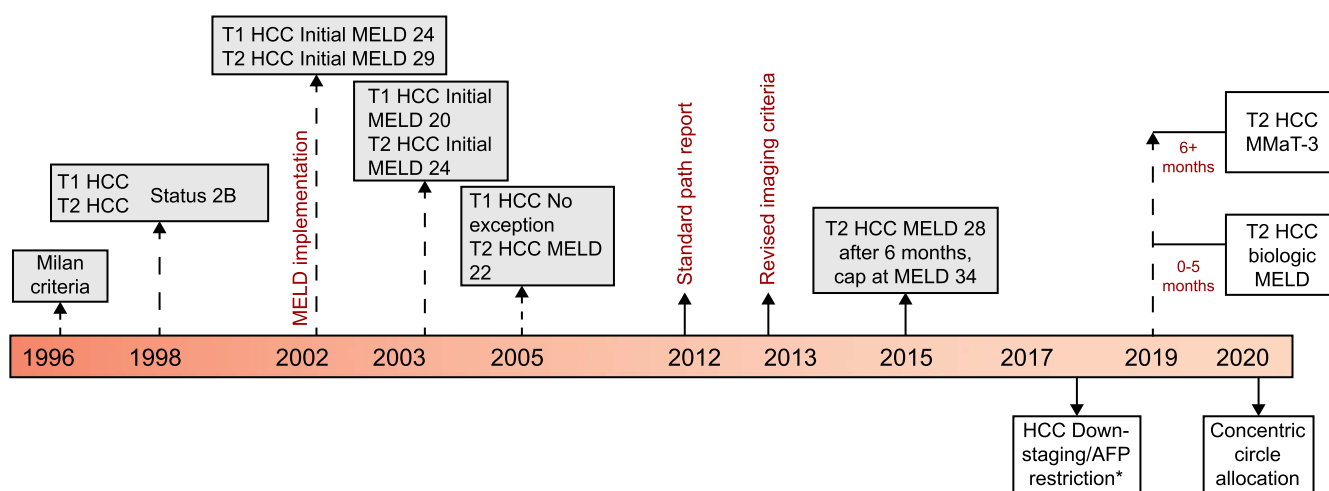 T1 HCC Initial MELD 24
T2 HCC Initial MELD 29
T1 HCC Initial
MELD 20
T2 HCC Initial
MELD 24
MELD implementation
T1 HCC
T2 HCC
Status 2B
Milan
criteria
T1 HCC No
exception
T2 HCC MELD
22
Standard path report
Revised imaging criteria
T2 HCC MELD 28
after 6 months,
cap at MELD 34
6+
months
T2 HCC
MMaT-3
0-5
months
T2 HCC
biologic
MELD
1996 1998 2002 2003 2005 2012 2013 2015 2017 2019 2020
HCC Down-
staging/AFP
restriction*
Concentric
circle
allocation